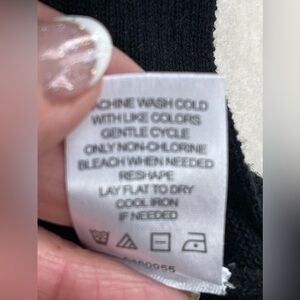 MACHINE WASH COLD
WITH LIKE COLORS
GENTLE CYCLE
ONLY NON-CHLORINE
BLEACH WHEN NEEDED
RESHAPE
LAY FLAT TO DRY
COOL IRON
IF NEEDED